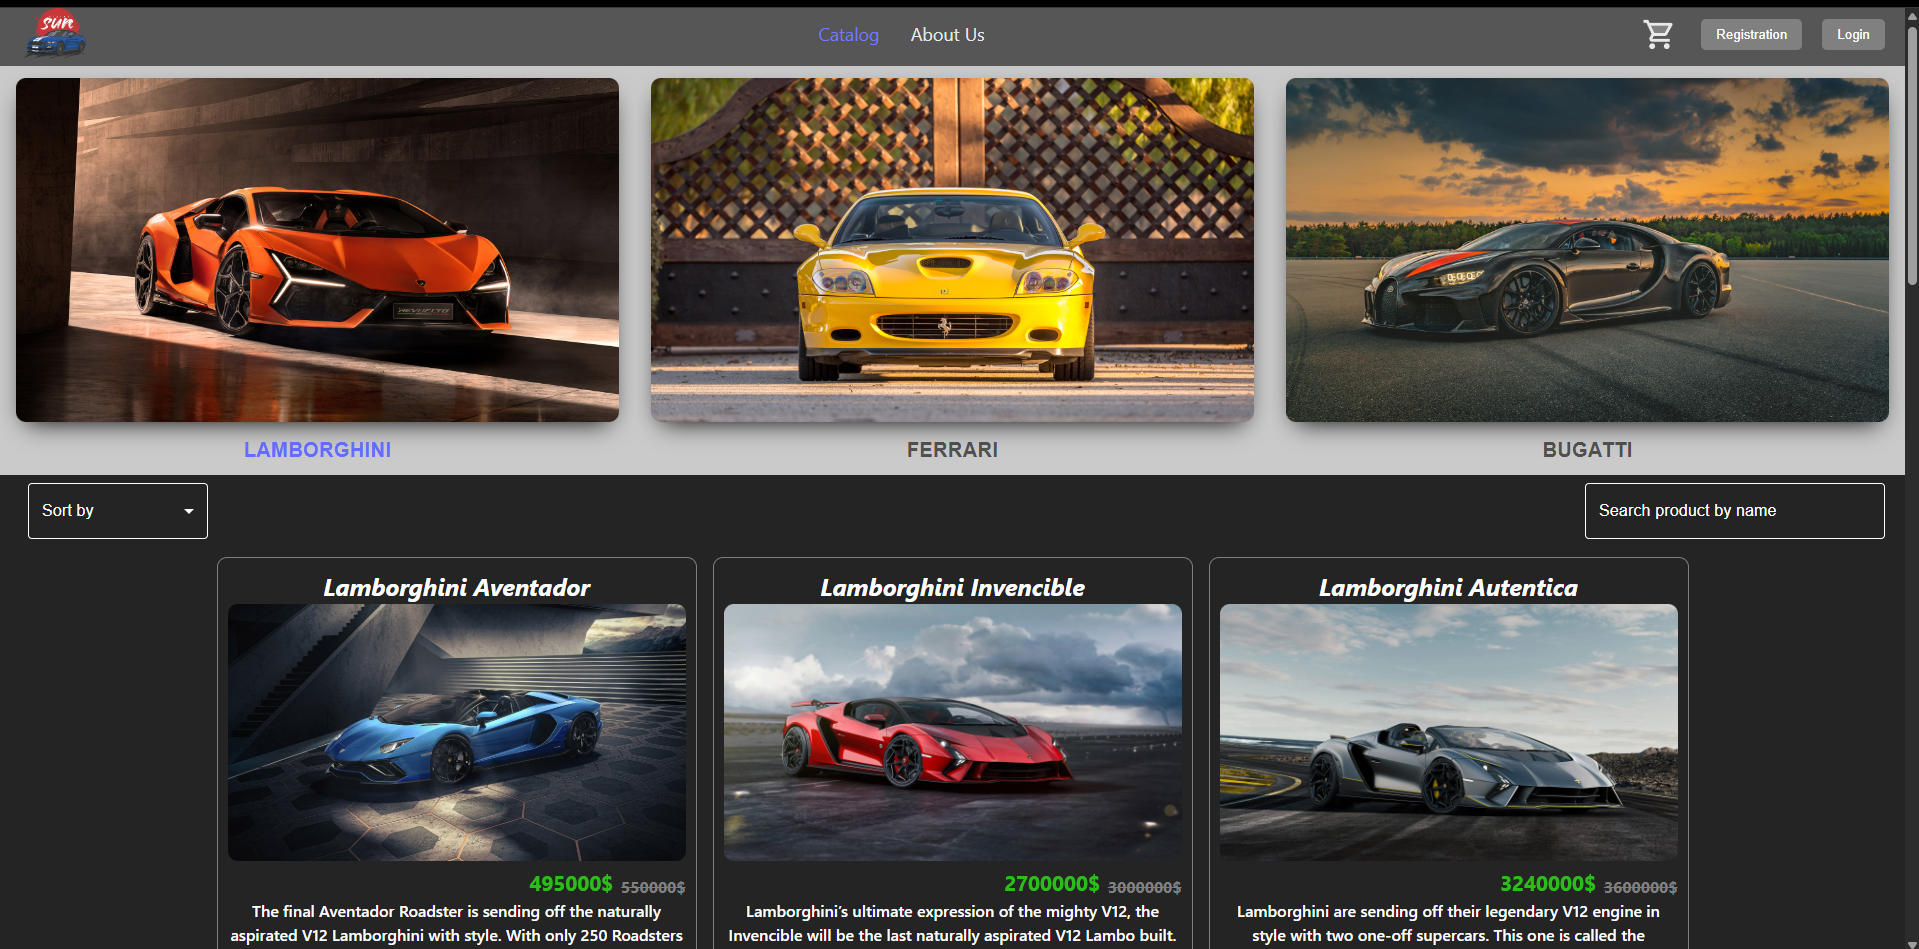 sun
Catalog
About Us
Registration
Login
REVUELTO
LAMBORGHINI
FERRARI
BUGATTI
Sort by
Search product by name
Lamborghini Aventador
Lamborghini Invencible
Lamborghini Autentica
495000$ 550000$
2700000$ 3000000$
3240000$ 3600000$
The final Aventador Roadster is sending off the naturally
aspirated V12 Lamborghini with style. With only 250 Roadsters
Lamborghini's ultimate expression of the mighty V12, the
Invencible will be the last naturally aspirated V12 Lambo built.
Lamborghini are sending off their legendary V12 engine in
style with two one-off supercars. This one is called the